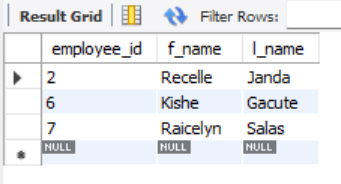 Result Grid Filter Rows:
employee_id f_name l_name
2 Recelle Janda
6 Kishe Gacute
7 Raicelyn Salas
NULL NULL NULL